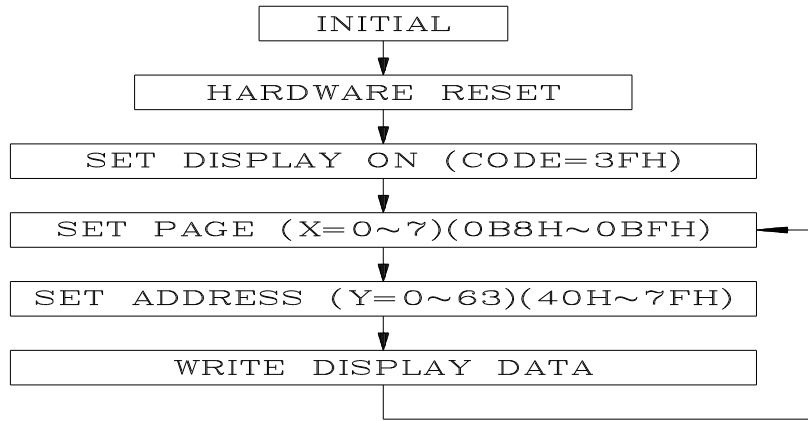 INITIAL
HARDWARE RESET
SET DISPLAY ON (CODE=3FH)
SET PAGE (X=0~7)(0B8H~0BFH)
SET ADDRESS (Y=0~63)(40H~7FH)
WRITE DISPLAY DATA